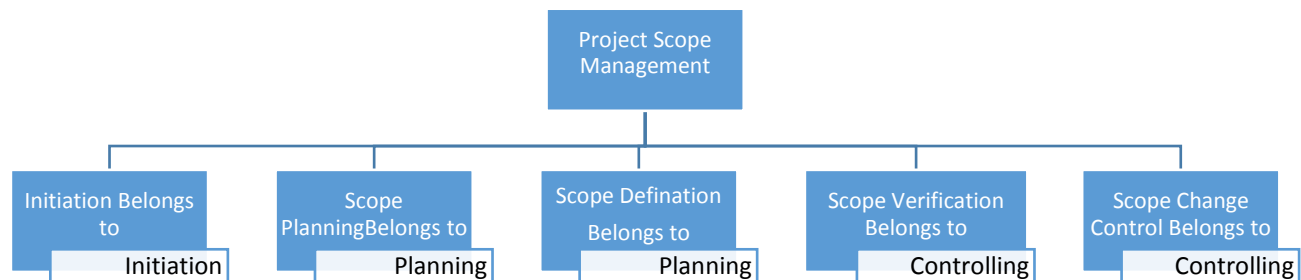 Project Scope
Management
Initiation Belongs
to
Initiation
Scope
PlanningBelongs to
Planning
Scope Defination
Belongs to
Planning
Scope Verification
Belongs to
Controlling
Scope Change
Control Belongs to
Controlling